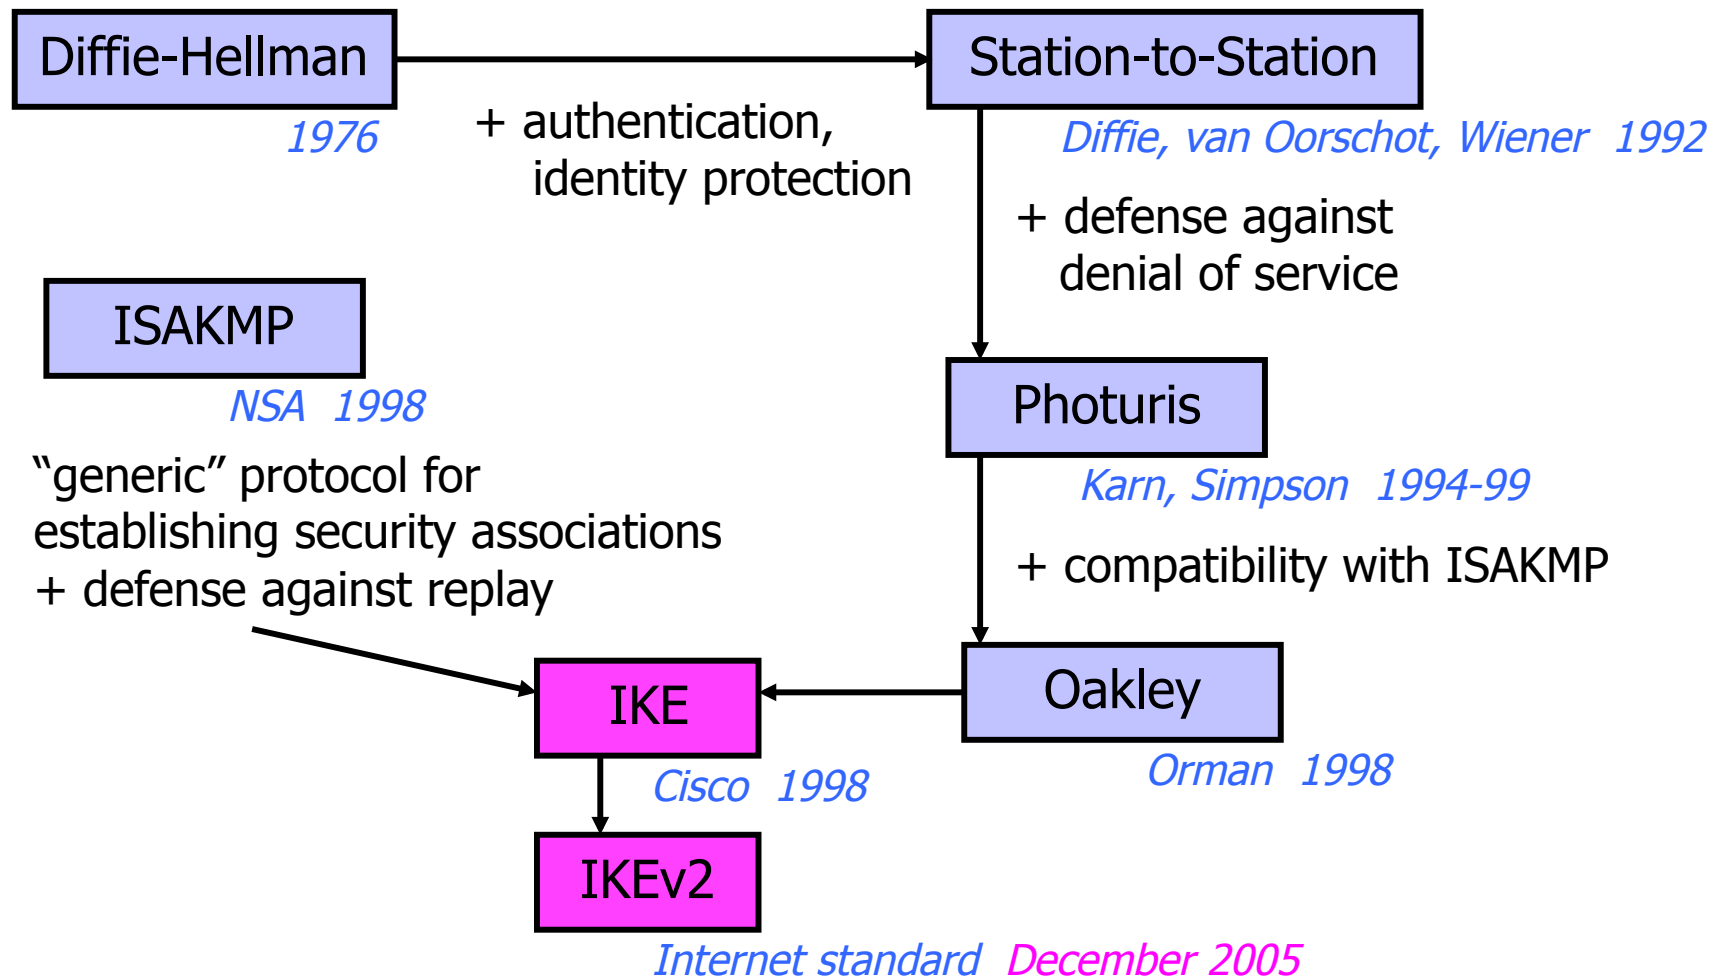 Diffie-Hellman
1976
+ authentication,
identity protection
Station-to-Station
Diffie, van Oorschot, Wiener 1992
+ defense against
denial of service
ISAKMP
NSA 1998
“generic” protocol for
establishing security associations
+ defense against replay
Photuris
Karn, Simpson 1994-99
+ compatibility with ISAKMP
Oakley
Orman 1998
IKE
Cisco 1998
IKEv2
Internet standard December 2005